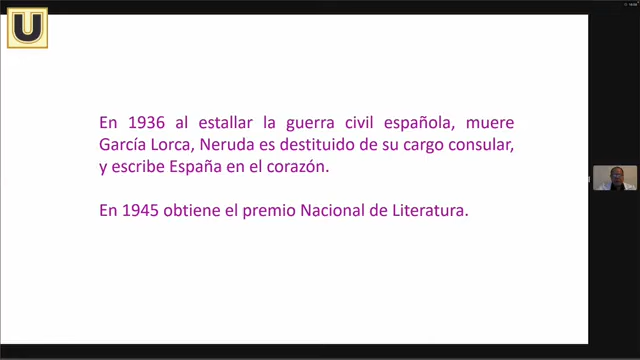 U
En 1936 al estallar la guerra civil española, muere
García Lorca, Neruda es destituido de su cargo consular,
y escribe España en el corazón.
En 1945 obtiene el premio Nacional de Literatura.